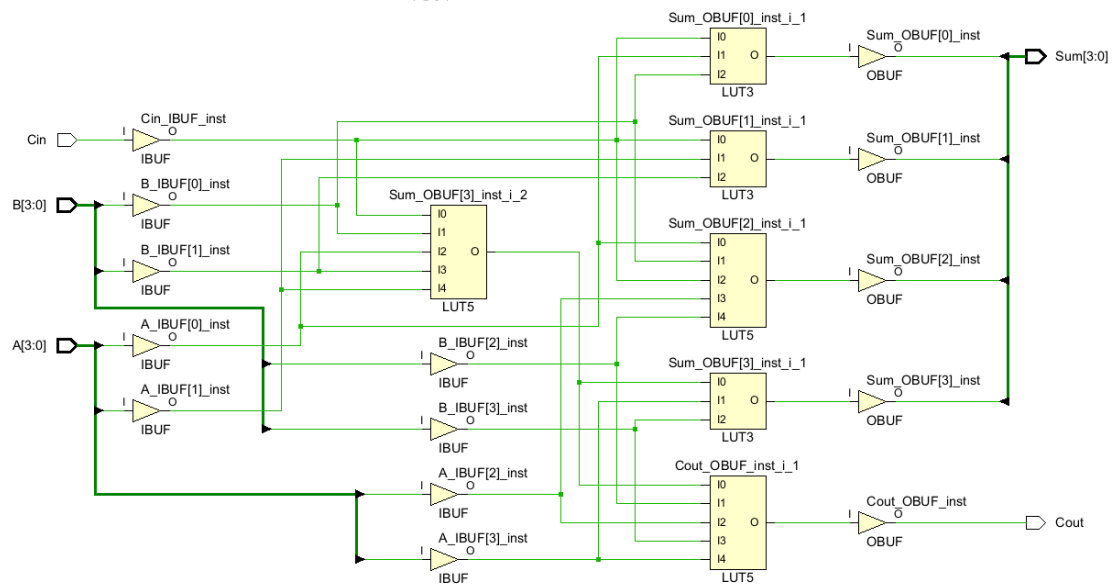 Sum_OBUF[0]_inst_i_1
I0
I1
I2
O
LUT3
Sum_OBUF[0]_inst
I
O
OBUF
Sum[3:0]
Cin
Cin_IBUF_inst
I
O
IBUF
Sum_OBUF[1]_inst_i_1
I0
I1
I2
O
LUT3
Sum_OBUF[1]_inst
I
O
OBUF
B[3:0]
B_IBUF[0]_inst
I
O
IBUF
Sum_OBUF[3]_inst_i_2
I0
I1
I2
I3
I4
O
LUT5
B_IBUF[1]_inst
I
O
IBUF
Sum_OBUF[2]_inst_i_1
I0
I1
I2
I3
I4
O
LUT5
Sum_OBUF[2]_inst
I
O
OBUF
A[3:0]
A_IBUF[0]_inst
I
O
IBUF
A_IBUF[1]_inst
I
O
IBUF
B_IBUF[2]_inst
I
O
IBUF
Sum_OBUF[3]_inst_i_1
I0
I1
I2
O
LUT3
Sum_OBUF[3]_inst
I
O
OBUF
B_IBUF[3]_inst
I
O
IBUF
A_IBUF[2]_inst
I
O
IBUF
Cout_OBUF_inst_i_1
I0
I1
I2
I3
I4
O
LUT5
Cout_OBUF_inst
I
O
OBUF
Cout
A_IBUF[3]_inst
I
O
IBUF